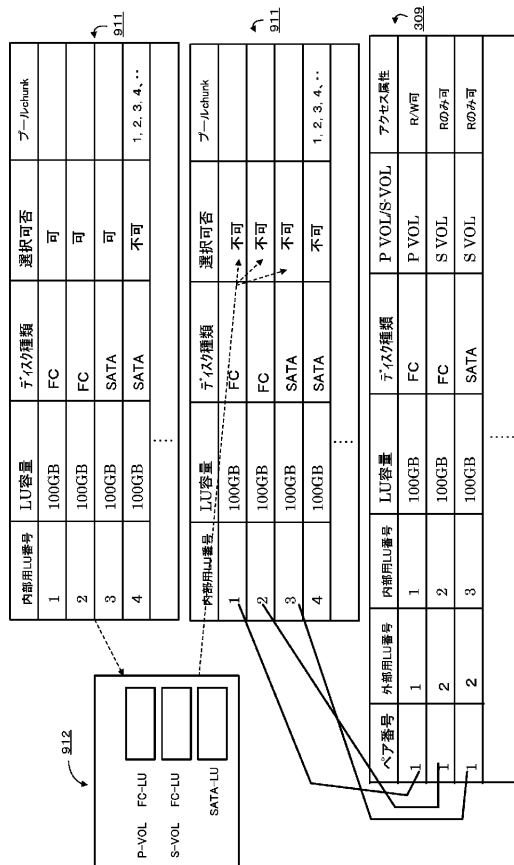 912
P-VOL FC-LU
S-VOL FC-LU
SATA-LU
911
内部用LU番号 LU容量 ディスク種類 選択可否 プールchunk
1 100GB FC 可
2 100GB FC 可
3 100GB SATA 可
4 100GB SATA 不可 1, 2, 3, 4, ‥
‥‥
911
内部用LU番号 LU容量 ディスク種類 選択可否 プールchunk
1 100GB FC 不可
2 100GB FC 不可
3 100GB SATA 不可
4 100GB SATA 不可 1, 2, 3, 4, ‥
‥‥
309
ペア番号 外部用LU番号 内部用LU番号 LU容量 ディスク種類 P VOL/S-VOL アクセス属性
1 1 1 100GB FC P VOL R/W可
1 2 2 100GB FC S VOL Rのみ可
1 2 3 100GB SATA S VOL Rのみ可
‥‥